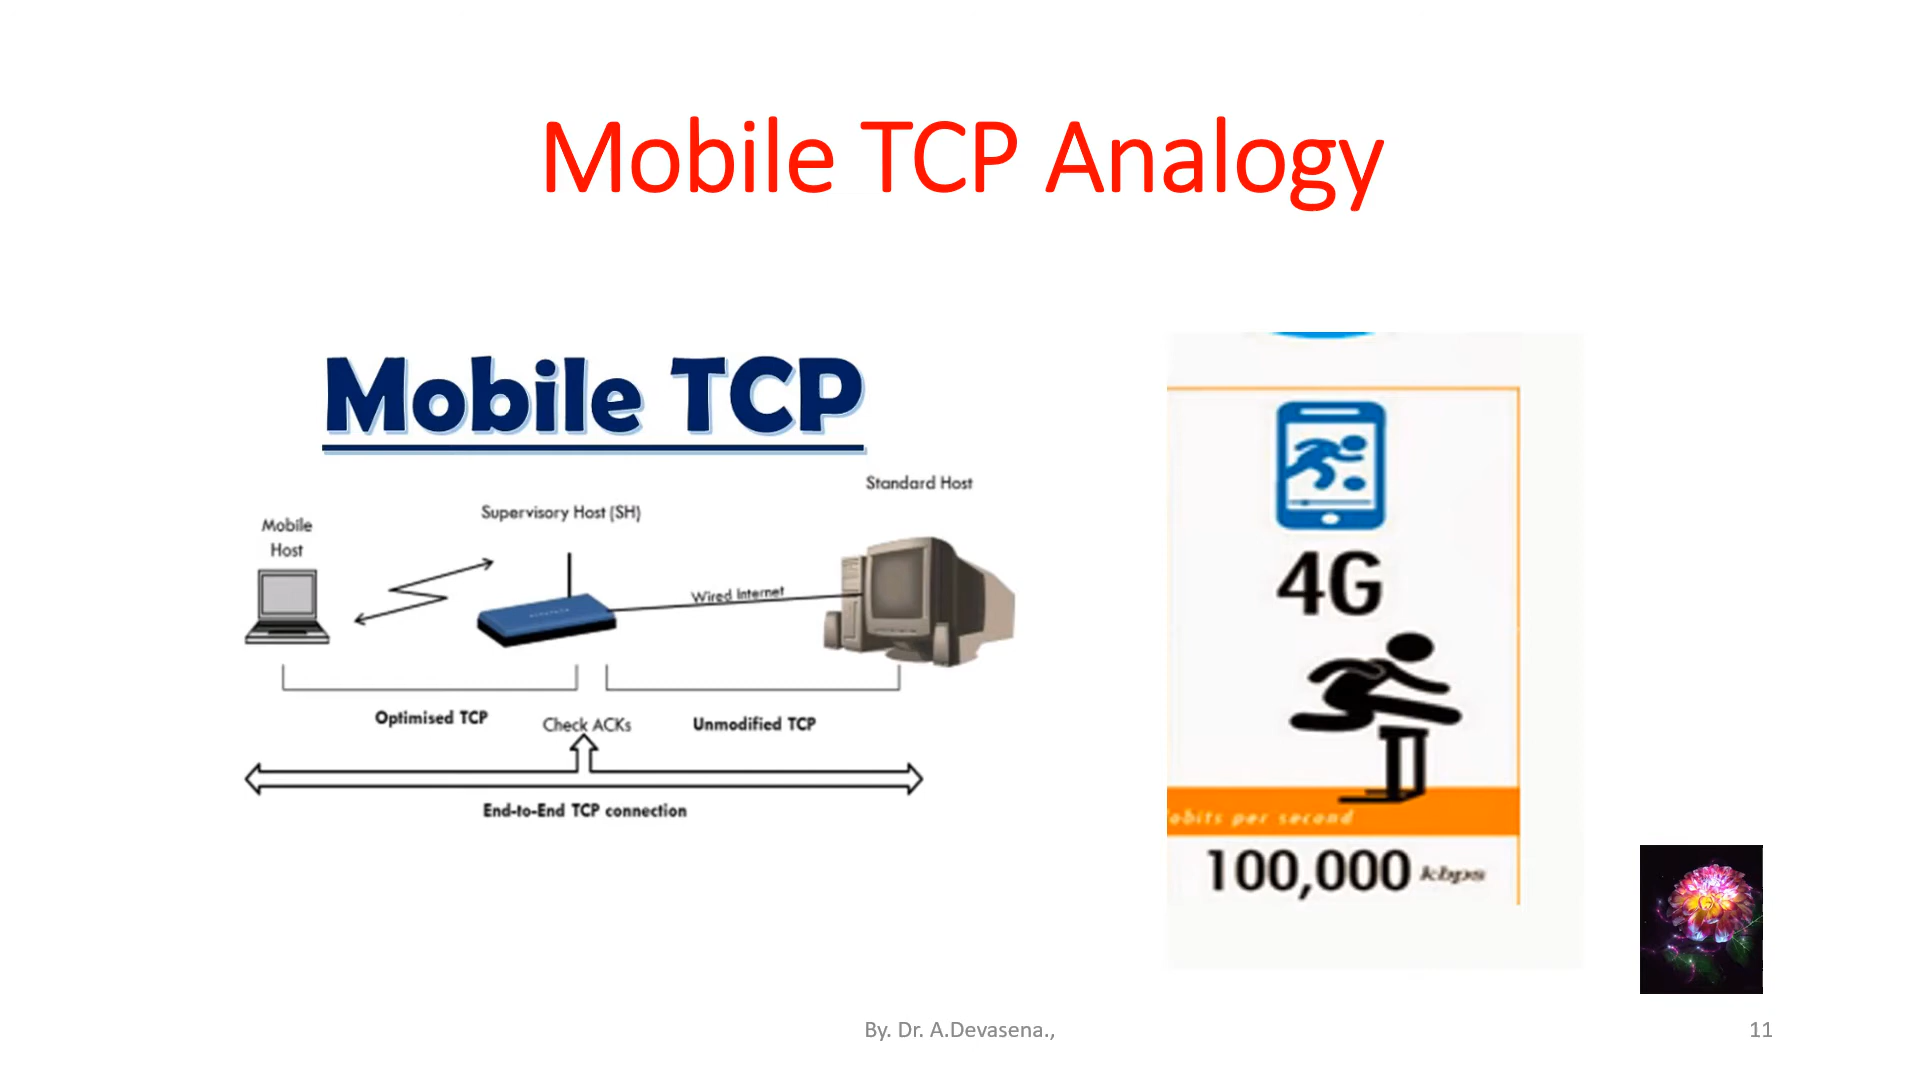 Mobile TCP Analogy
Mobile TCP
Standard Host
Supervisory Host (SH)
Mobile
Host
Wired Internet
Optimised TCP
Check ACKs
Unmodified TCP
End-to-End TCP connection
4G
obits per second
100,000 kbps
By. Dr. A.Devasena.,
11